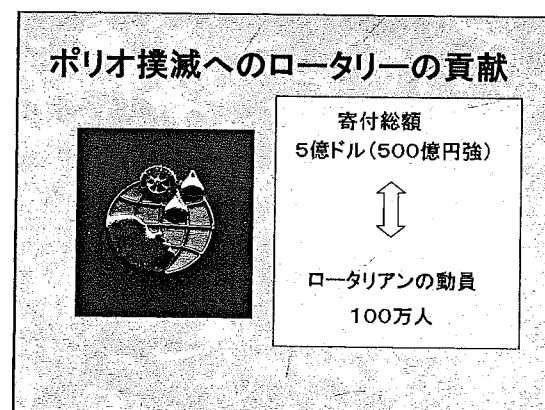 ポリオ撲滅へのロータリーの貢献
寄付総額
5億ドル(500億円強)
ロータリアンの動員
100万人